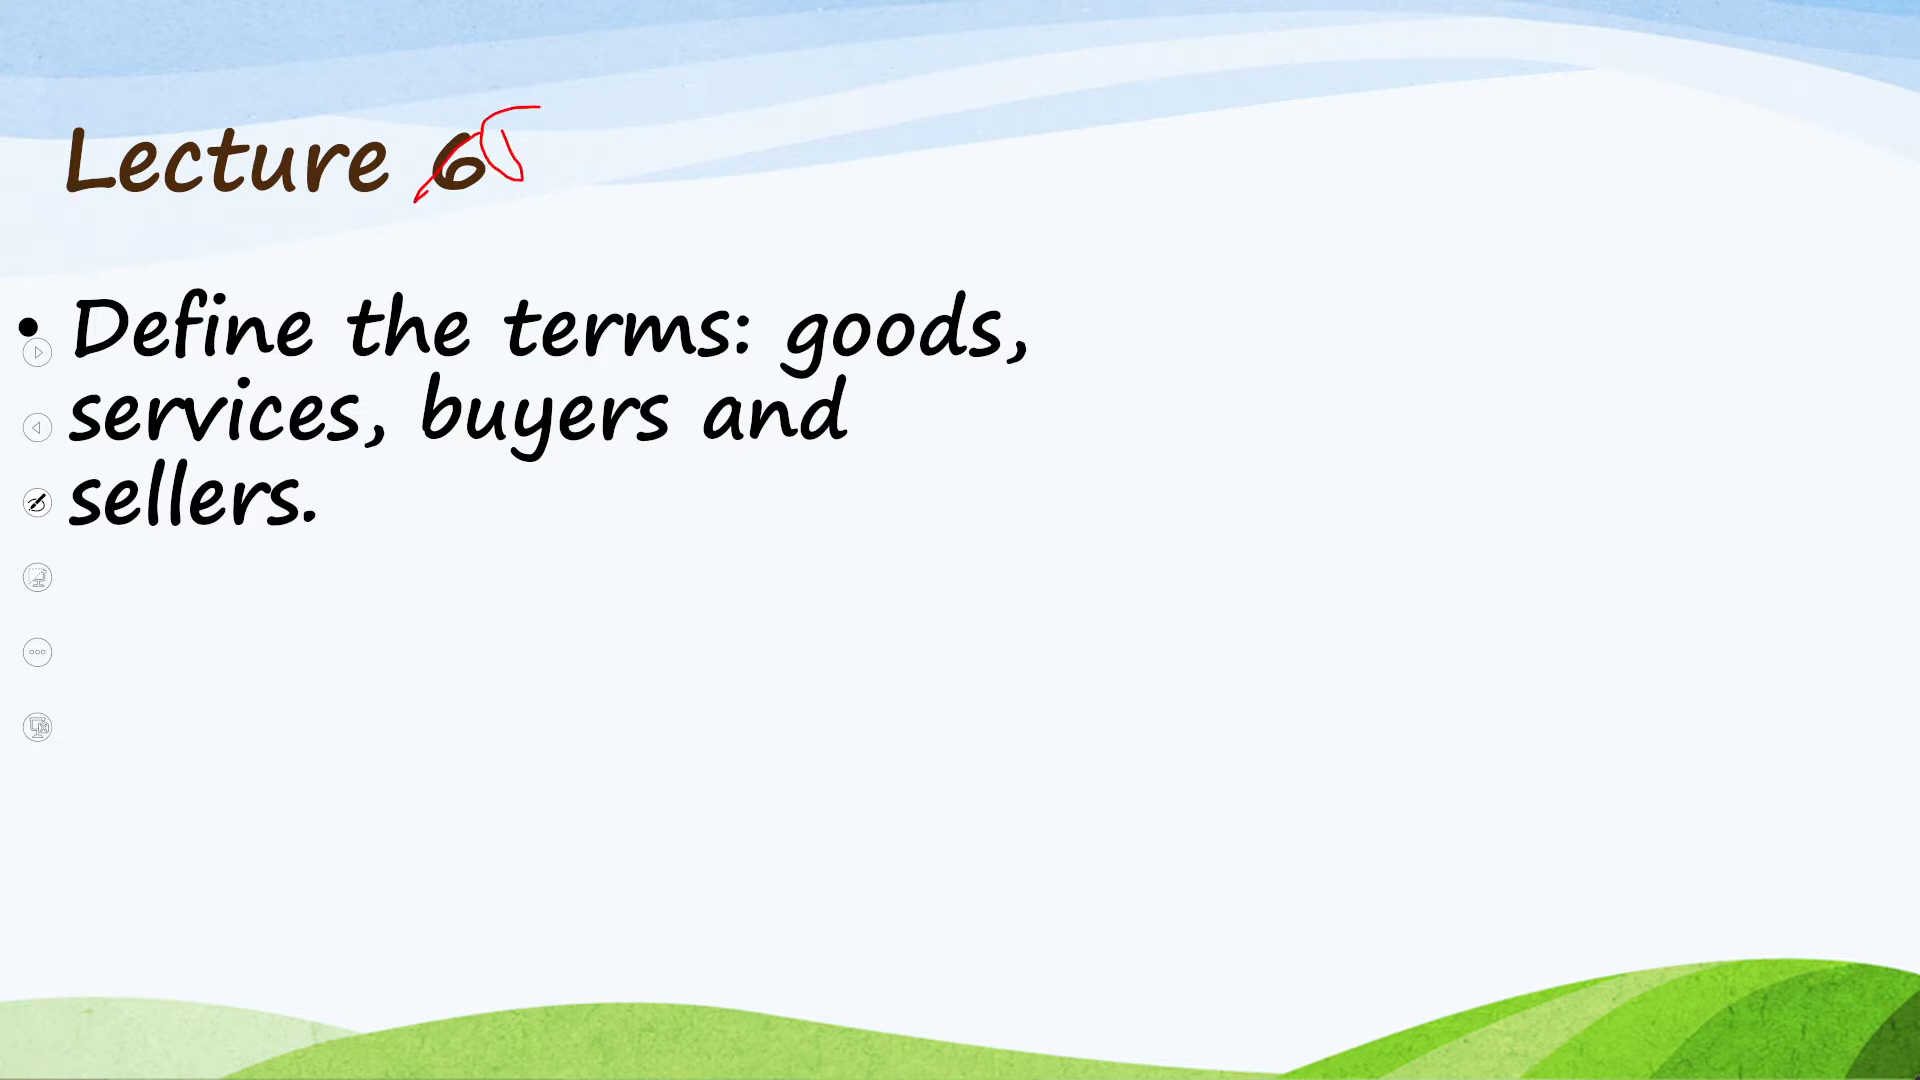 Lecture 6
• Define the terms: goods,
services, buyers and
sellers.